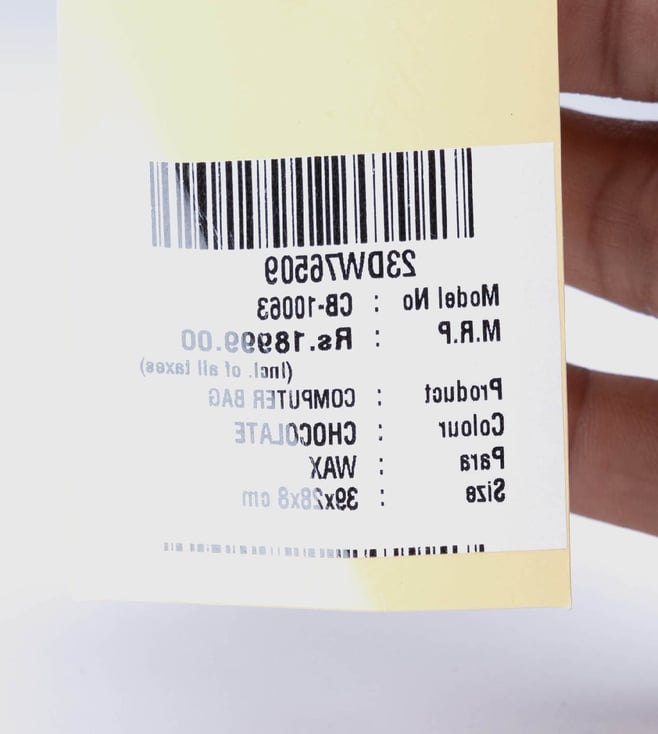 23DW76509
Model No : CB-10063
M.R.P : Rs.18999.00
(Incl. of all taxes)
Product : COMPUTER BAG
Colour : CHOCOLATE
Para : WAX
Size : 39x28x8 cm